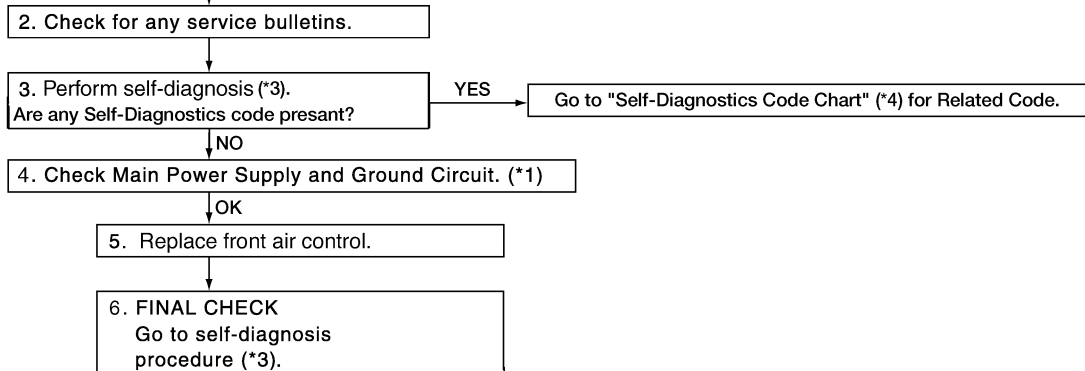 2. Check for any service bulletins.
3. Perform self-diagnosis (*3).
Are any Self-Diagnostics code presant?
YES
Go to "Self-Diagnostics Code Chart" (*4) for Related Code.
NO
4. Check Main Power Supply and Ground Circuit. (*1)
OK
5. Replace front air control.
6. FINAL CHECK
Go to self-diagnosis
procedure (*3).